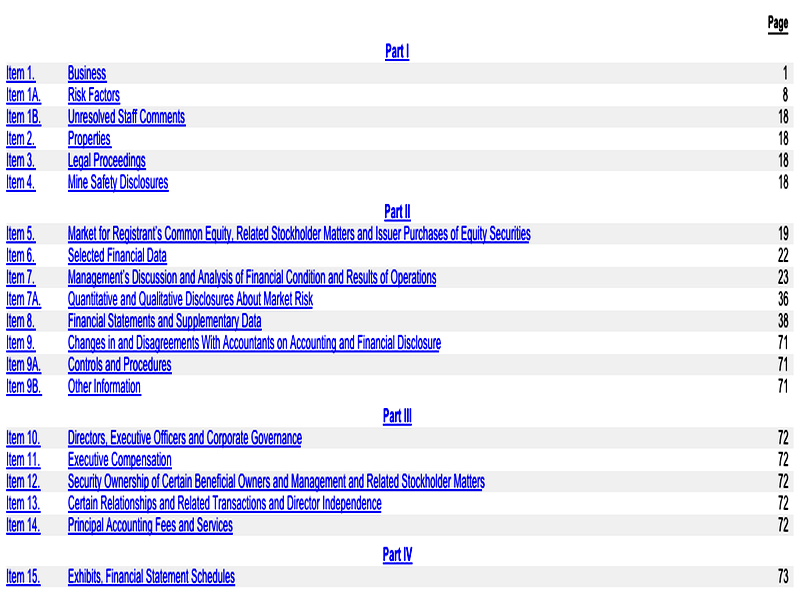 Page
Part I
Item 1. Business 1
Item 1A. Risk Factors 8
Item 1B. Unresolved Staff Comments 18
Item 2. Properties 18
Item 3. Legal Proceedings 18
Item 4. Mine Safety Disclosures 18
Part II
Item 5. Market for Registrant's Common Equity, Related Stockholder Matters and Issuer Purchases of Equity Securities 19
Item 6. Selected Financial Data 22
Item 7. Management's Discussion and Analysis of Financial Condition and Results of Operations 23
Item 7A. Quantitative and Qualitative Disclosures About Market Risk 36
Item 8. Financial Statements and Supplementary Data 38
Item 9. Changes in and Disagreements With Accountants on Accounting and Financial Disclosure 71
Item 9A. Controls and Procedures 71
Item 9B. Other Information 71
Part III
Item 10. Directors, Executive Officers and Corporate Governance 72
Item 11. Executive Compensation 72
Item 12. Security Ownership of Certain Beneficial Owners and Management and Related Stockholder Matters 72
Item 13. Certain Relationships and Related Transactions and Director Independence 72
Item 14. Principal Accounting Fees and Services 72
Part IV
Item 15. Exhibits, Financial Statement Schedules 73